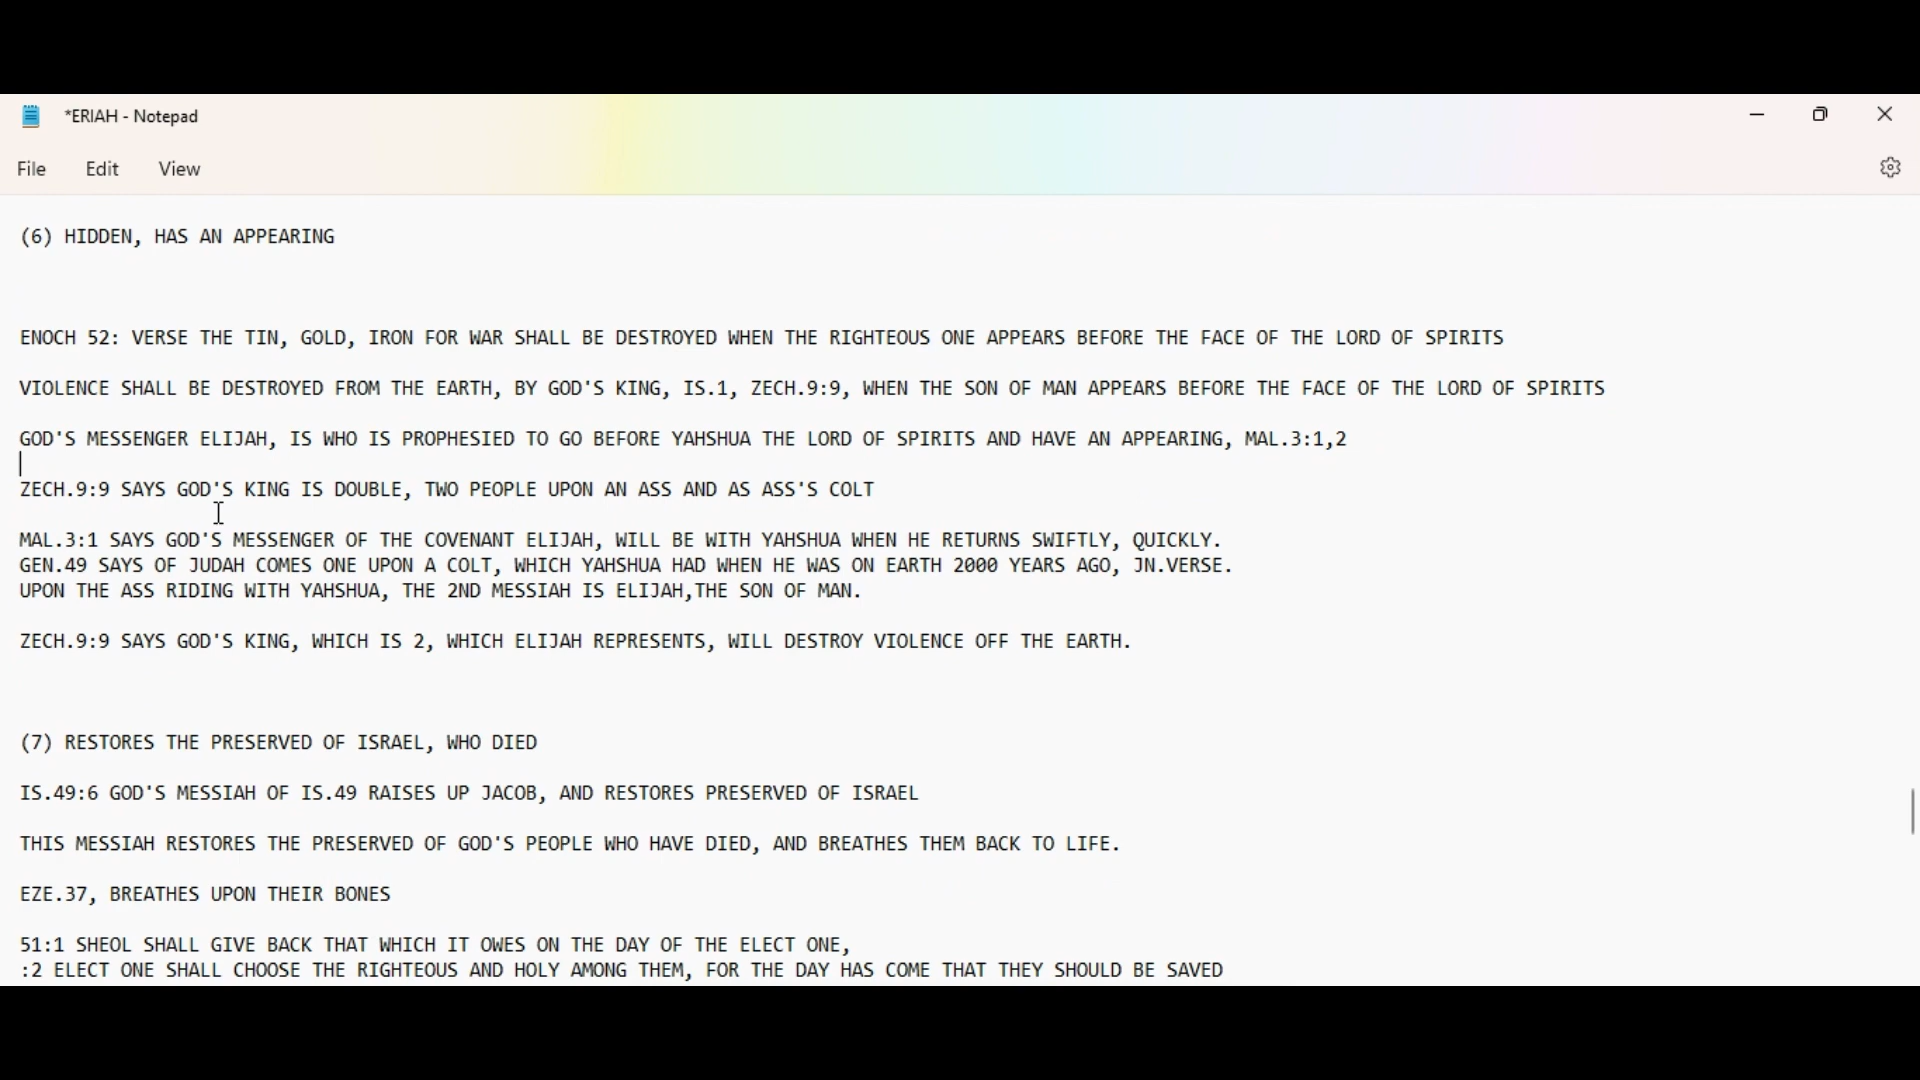 *ERIAH - Notepad
File Edit View
(6) HIDDEN, HAS AN APPEARING
ENOCH 52: VERSE THE TIN, GOLD, IRON FOR WAR SHALL BE DESTROYED WHEN THE RIGHTEOUS ONE APPEARS BEFORE THE FACE OF THE LORD OF SPIRITS
VIOLENCE SHALL BE DESTROYED FROM THE EARTH, BY GOD'S KING, IS.1, ZECH.9:9, WHEN THE SON OF MAN APPEARS BEFORE THE FACE OF THE LORD OF SPIRITS
GOD'S MESSENGER ELIJAH, IS WHO IS PROPHESIED TO GO BEFORE YAHSHUA THE LORD OF SPIRITS AND HAVE AN APPEARING, MAL.3:1,2
ZECH.9:9 SAYS GOD'S KING IS DOUBLE, TWO PEOPLE UPON AN ASS AND AS ASS'S COLT
MAL.3:1 SAYS GOD'S MESSENGER OF THE COVENANT ELIJAH, WILL BE WITH YAHSHUA WHEN HE RETURNS SWIFTLY, QUICKLY.
GEN.49 SAYS OF JUDAH COMES ONE UPON A COLT, WHICH YAHSHUA HAD WHEN HE WAS ON EARTH 2000 YEARS AGO, JN.VERSE.
UPON THE ASS RIDING WITH YAHSHUA, THE 2ND MESSIAH IS ELIJAH,THE SON OF MAN.
ZECH.9:9 SAYS GOD'S KING, WHICH IS 2, WHICH ELIJAH REPRESENTS, WILL DESTROY VIOLENCE OFF THE EARTH.
(7) RESTORES THE PRESERVED OF ISRAEL, WHO DIED
IS.49:6 GOD'S MESSIAH OF IS.49 RAISES UP JACOB, AND RESTORES PRESERVED OF ISRAEL
THIS MESSIAH RESTORES THE PRESERVED OF GOD'S PEOPLE WHO HAVE DIED, AND BREATHES THEM BACK TO LIFE.
EZE.37, BREATHES UPON THEIR BONES
51:1 SHEOL SHALL GIVE BACK THAT WHICH IT OWES ON THE DAY OF THE ELECT ONE,
:2 ELECT ONE SHALL CHOOSE THE RIGHTEOUS AND HOLY AMONG THEM, FOR THE DAY HAS COME THAT THEY SHOULD BE SAVED